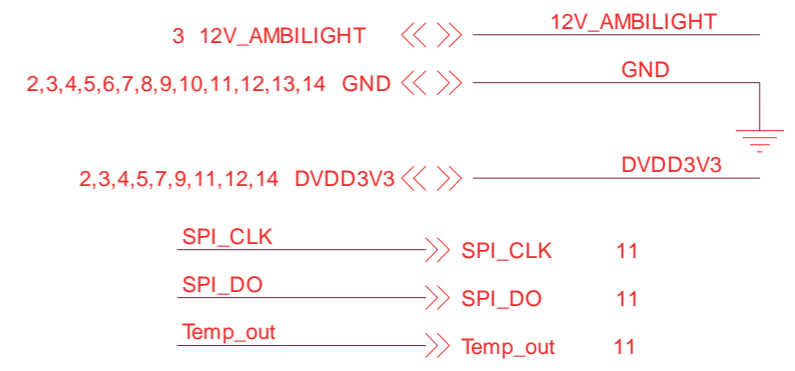 3 12V_AMBILIGHT 12V_AMBILIGHT
2,3,4,5,6,7,8,9,10,11,12,13,14 GND GND
2,3,4,5,7,9,11,12,14 DVDD3V3 DVDD3V3
SPI_CLK SPI_CLK 11
SPI_DO SPI_DO 11
Temp_out Temp_out 11